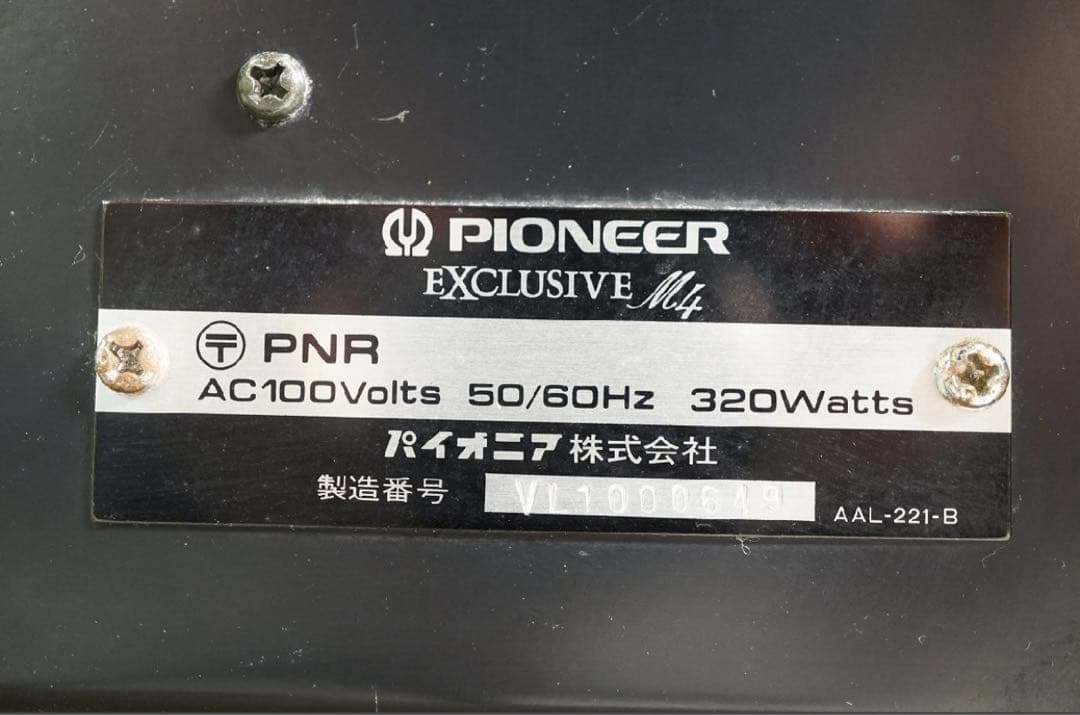 PIONEER
EXCLUSIVE M4
〶 PNR
AC100Volts 50/60Hz 320Watts
パイオニア株式会社
製造番号 VL1000619
AAL-221-B